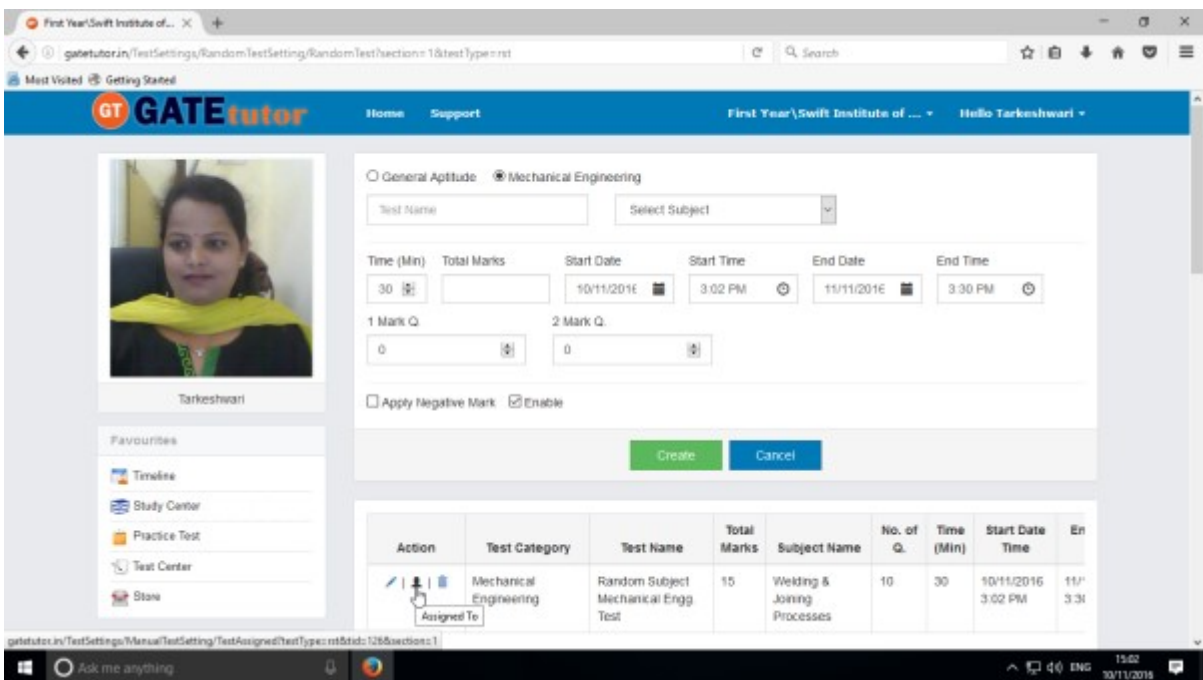 First Year\Swift Institute of...
gatetutor.in/TestSettings/RandomTestSetting/RandomTest?section=1&testType=rst
Search
Most Visited Getting Started
GT GATEtutor
Home Support First Year\Swift Institute of .... Hello Tarkeshwari
General Aptitude Mechanical Engineering
Test Name Select Subject
Time (Min) Total Marks Start Date Start Time End Date End Time
30 10/11/2016 3:02 PM 11/11/2016 3:30 PM
1 Mark Q. 2 Mark Q.
0 0
Apply Negative Mark Enable
Create Cancel
Tarkeshwari
Favourites
Timeline
Study Center
Practice Test
Test Center
Store
Action Test Category Test Name Total Marks Subject Name No. of Q. Time (Min) Start Date Time En
Mechanical Engineering Random Subject Mechanical Engg. Test 15 Welding & Joining Processes 10 30 10/11/2016 3:02 PM 11/1 3:30
Assigned To
gatetutor.in/TestSettings/ManualTestSetting/TestAssigned?testType=rst&tid=126&section=1
Ask me anything
ENG 15:02
10/11/2016